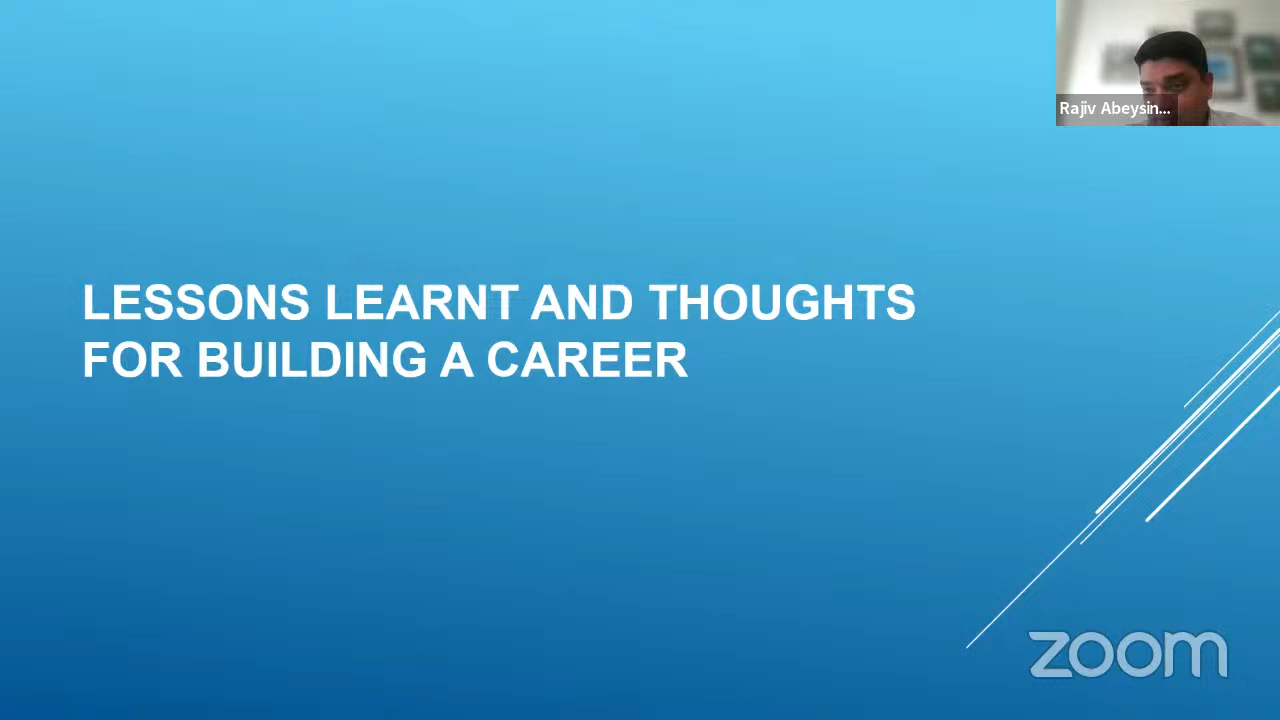 Rajiv Abeysin...
LESSONS LEARNT AND THOUGHTS
FOR BUILDING A CAREER
zoom